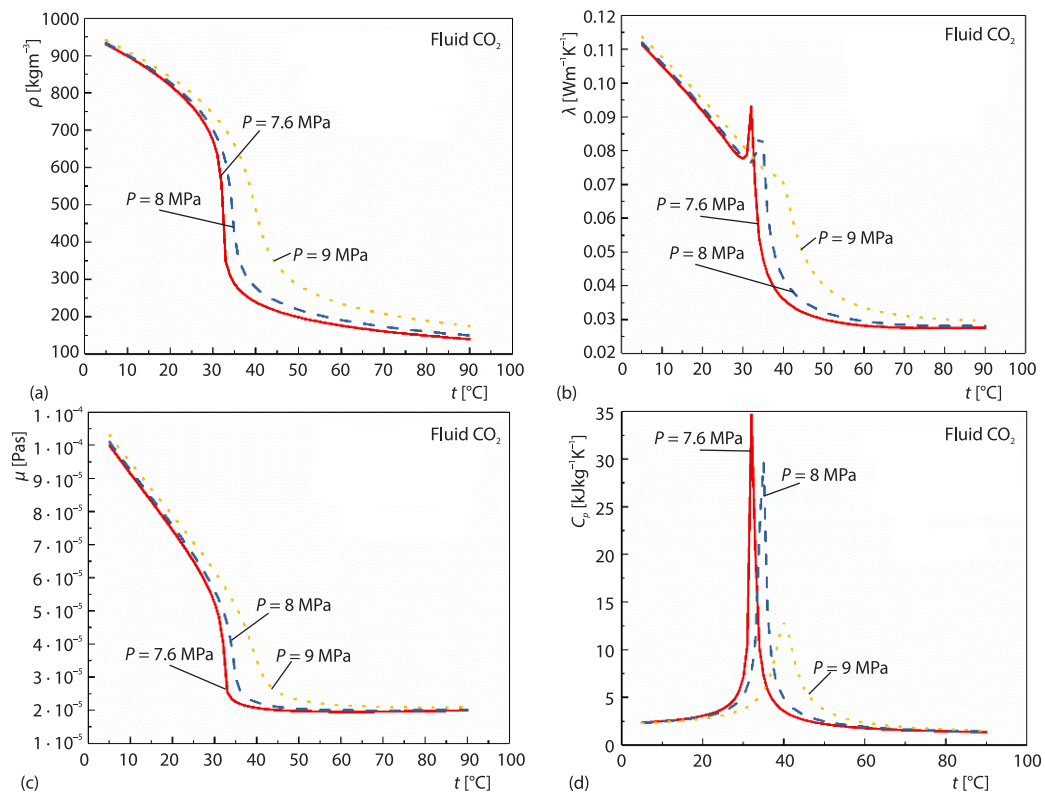 1000
900
800
700
600
500
400
300
200
100
ρ [kgm⁻³]
Fluid CO₂
P = 7.6 MPa
P = 8 MPa
P = 9 MPa
0 10 20 30 40 50 60 70 80 90 100
(a)
t [°C]
0.12
0.11
0.10
0.09
0.08
0.07
0.06
0.05
0.04
0.03
0.02
λ [Wm⁻¹K⁻¹]
Fluid CO₂
P = 7.6 MPa
P = 9 MPa
P = 8 MPa
0 10 20 30 40 50 60 70 80 90 100
(b)
t [°C]
1·10⁻⁴
1·10⁻⁴
9·10⁻⁵
8·10⁻⁵
7·10⁻⁵
6·10⁻⁵
5·10⁻⁵
4·10⁻⁵
3·10⁻⁵
2·10⁻⁵
1·10⁻⁵
μ [Pas]
Fluid CO₂
P = 8 MPa
P = 7.6 MPa
P = 9 MPa
0 10 20 30 40 50 60 70 80 90 100
(c)
t [°C]
35
30
25
20
15
10
5
0
Cₚ [kJkg⁻¹K⁻¹]
Fluid CO₂
P = 7.6 MPa
P = 8 MPa
P = 9 MPa
0 20 40 60 80 100
(d)
t [°C]